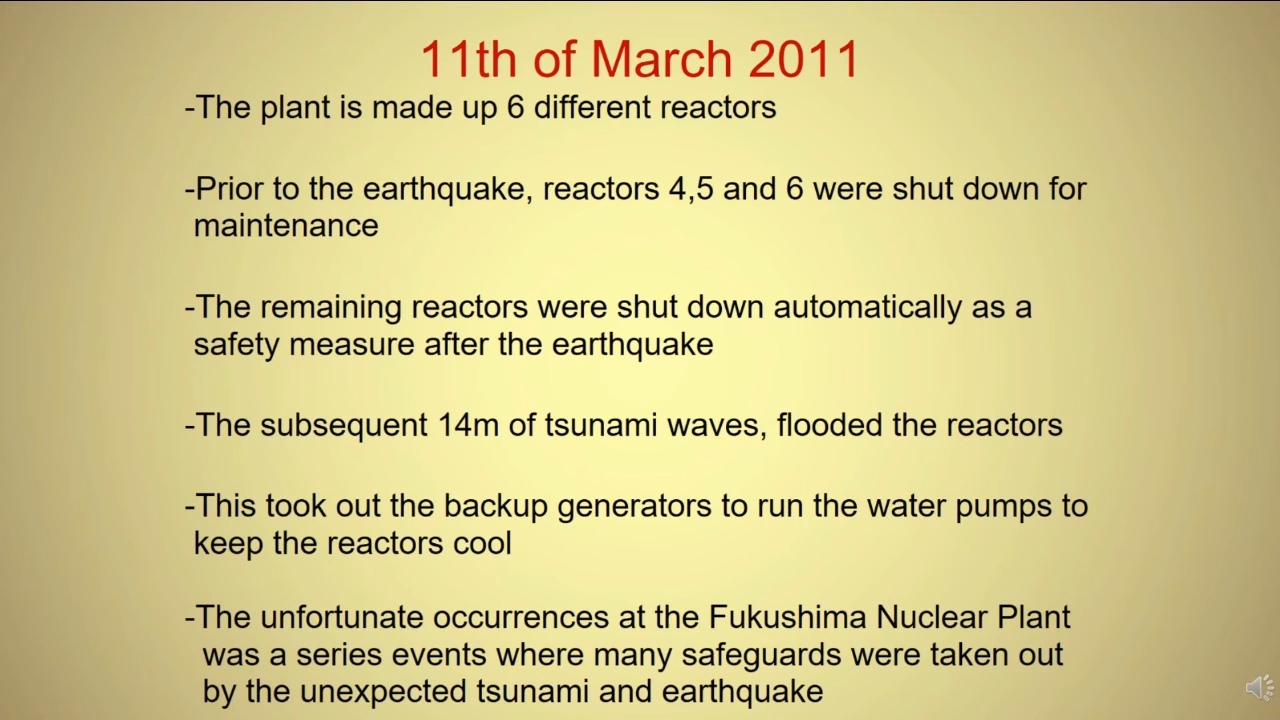 11th of March 2011
-The plant is made up 6 different reactors
-Prior to the earthquake, reactors 4,5 and 6 were shut down for
maintenance
-The remaining reactors were shut down automatically as a
safety measure after the earthquake
-The subsequent 14m of tsunami waves, flooded the reactors
-This took out the backup generators to run the water pumps to
keep the reactors cool
-The unfortunate occurrences at the Fukushima Nuclear Plant
was a series events where many safeguards were taken out
by the unexpected tsunami and earthquake